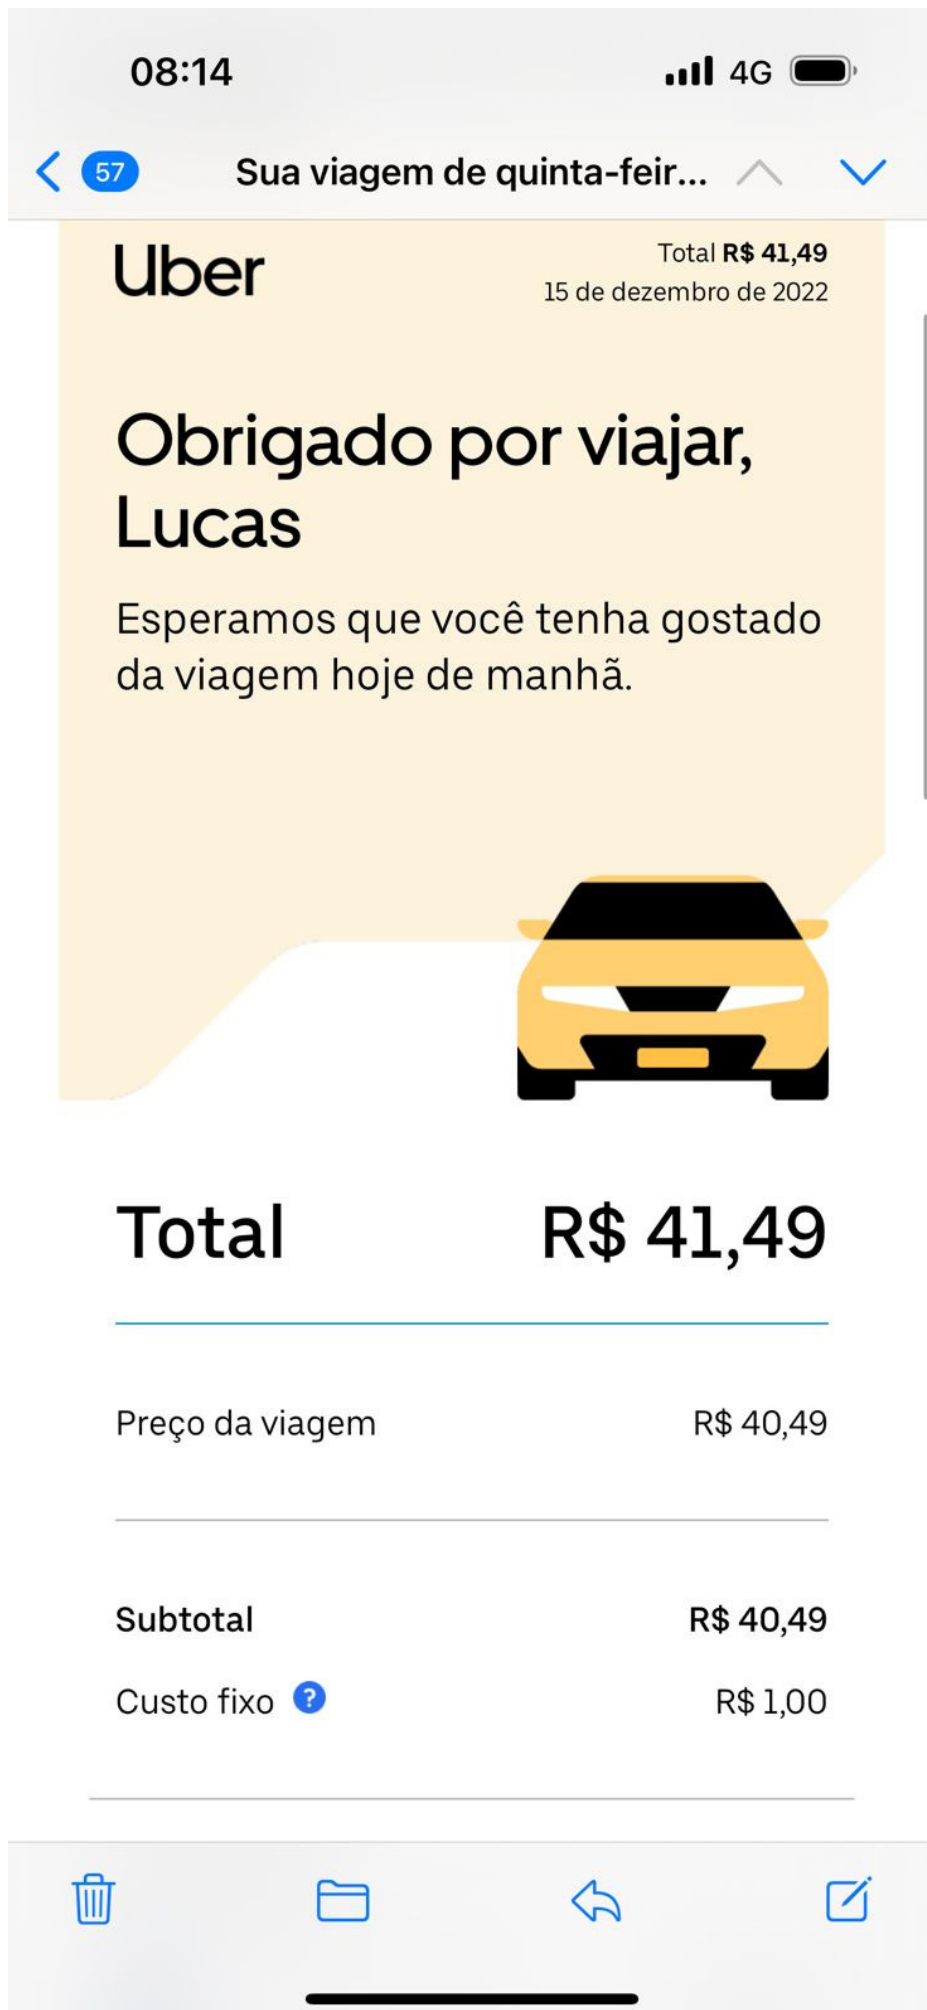 08:14 4G
57 Sua viagem de quinta-feir...
Uber
Total R$ 41,49
15 de dezembro de 2022
Obrigado por viajar,
Lucas
Esperamos que você tenha gostado
da viagem hoje de manhã.
Total R$ 41,49
Preço da viagem R$ 40,49
Subtotal R$ 40,49
Custo fixo ? R$ 1,00